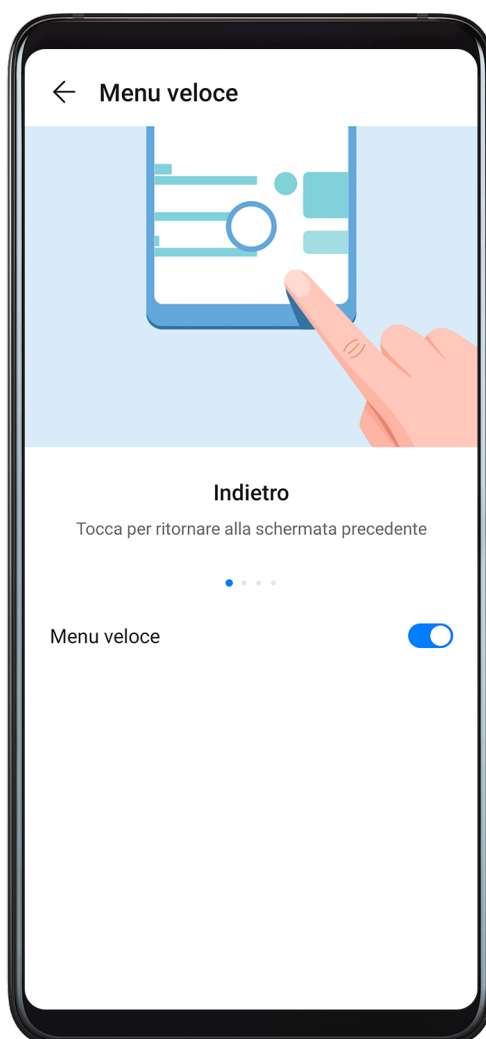 Menu veloce
Indietro
Tocca per ritornare alla schermata precedente
Menu veloce